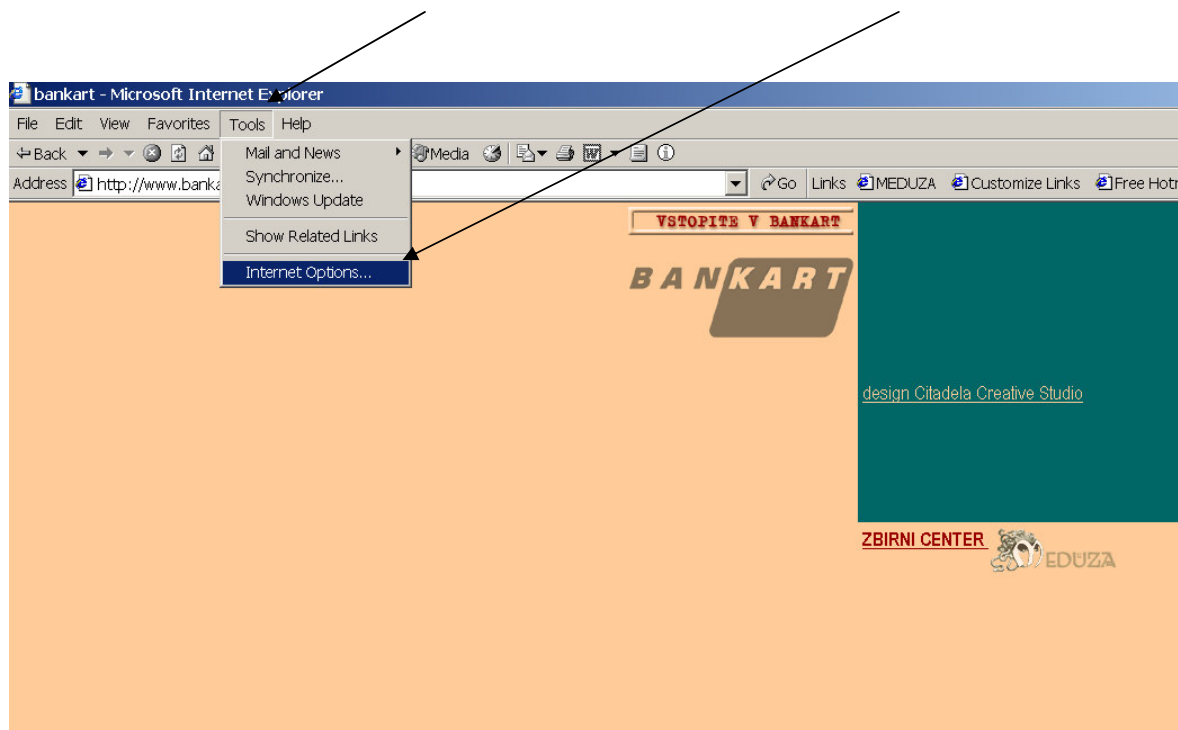 bankart - Microsoft Internet Explorer
File Edit View Favorites Tools Help
Back Media
Address http://www.banka Go Links MEDUZA Customize Links Free Hotr
Mail and News
Synchronize...
Windows Update
Show Related Links
Internet Options...
VSTOPITE V BANKART
BANKART
design Citadela Creative Studio
ZBIRNI CENTER MEDUZA